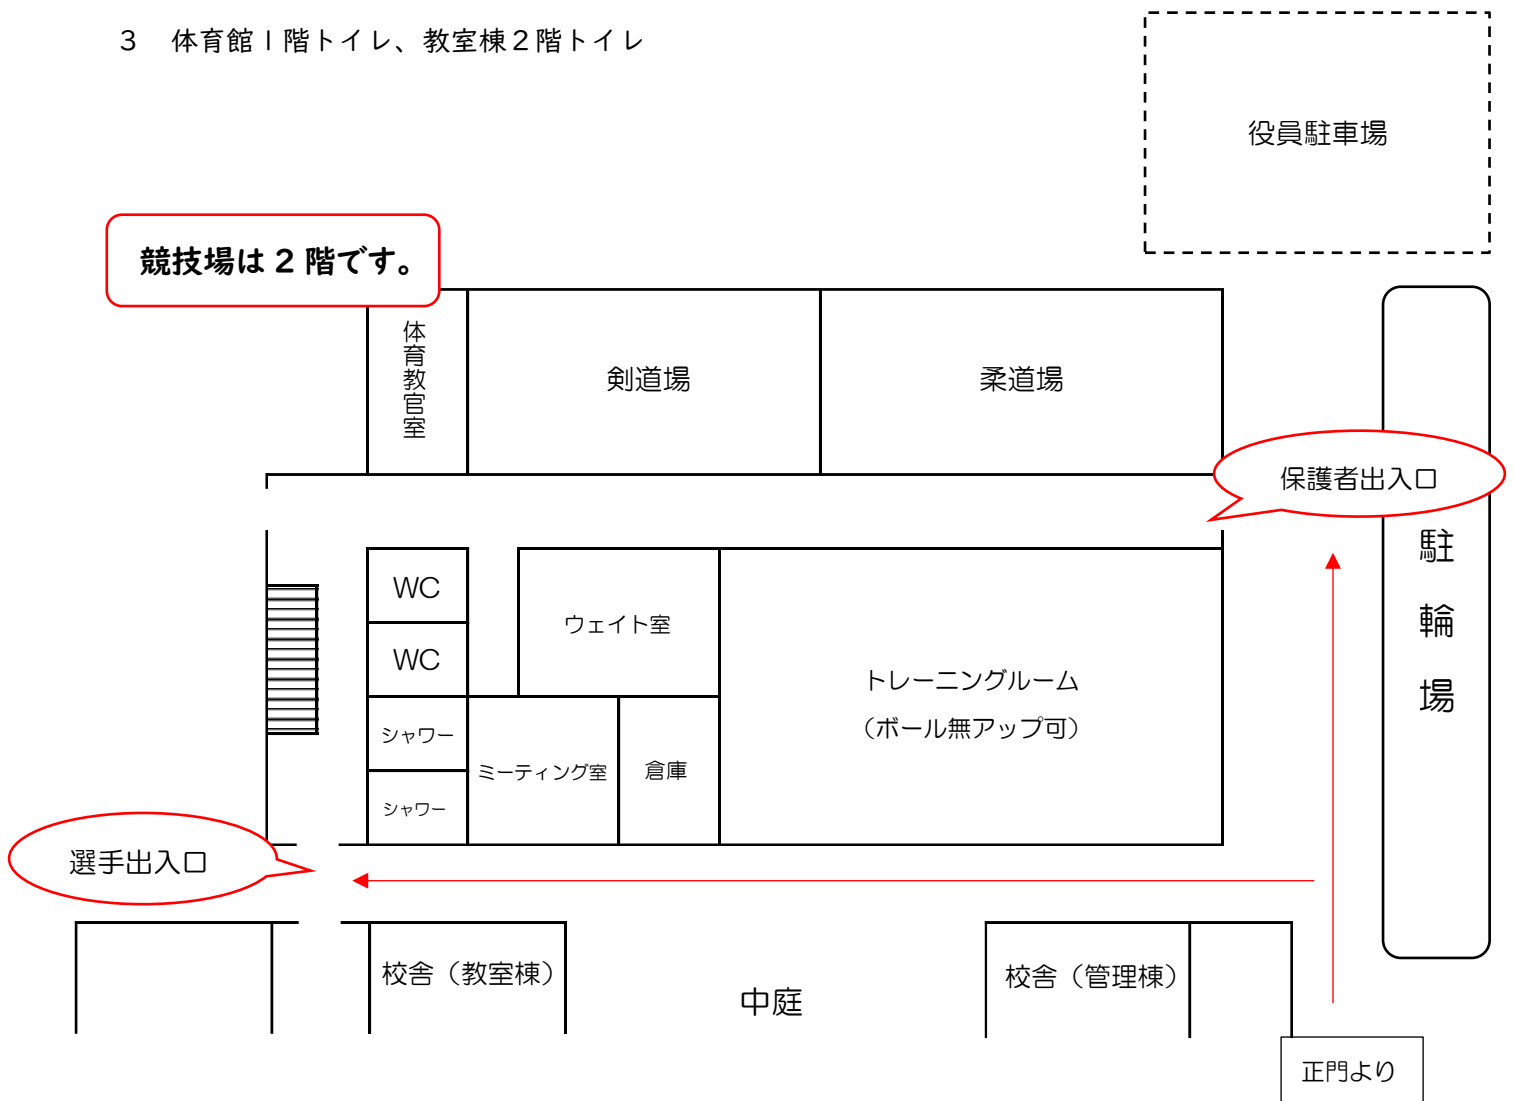 ３　体育館１階トイレ、教室棟２階トイレ
役員駐車場
競技場は２階です。
体育教官室
剣道場
柔道場
保護者出入口
駐輪場
WC
WC
ウェイト室
トレーニングルーム
（ボール無アップ可）
シャワー
シャワー
ミーティング室
倉庫
選手出入口
校舎（教室棟）
中庭
校舎（管理棟）
正門より